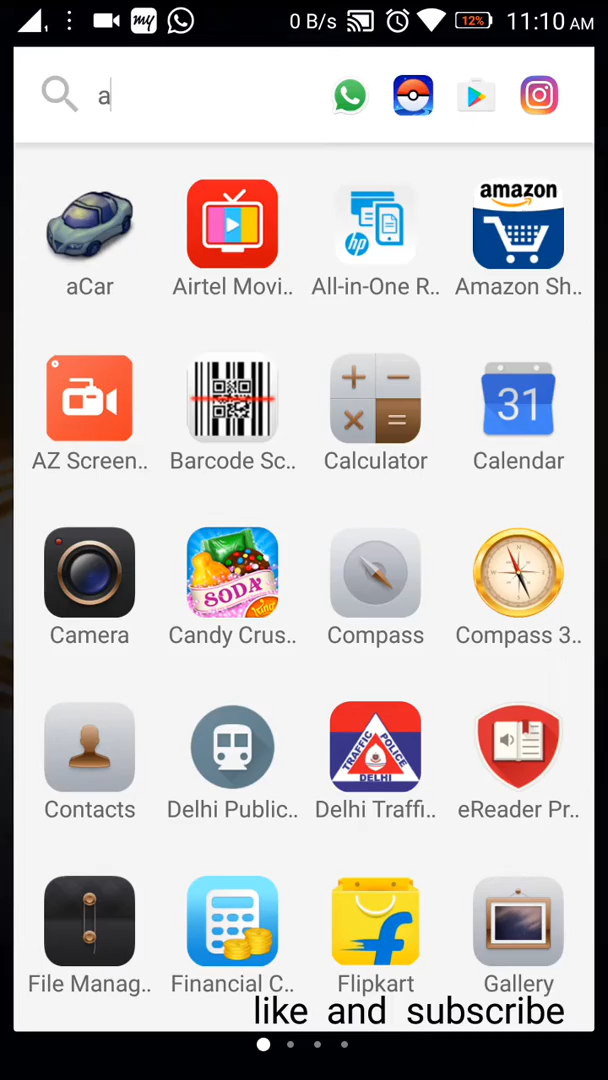 0 B/s 12% 11:10 AM
a
amazon
aCar Airtel Movi.. All-in-One R.. Amazon Sh..
31
AZ Screen.. Barcode Sc.. Calculator Calendar
SODA
Camera Candy Crus.. Compass Compass 3..
TRAFFIC POLICE
DELHI
Contacts Delhi Public.. Delhi Traffi.. eReader Pr..
File Manag.. Financial C.. Flipkart Gallery
like and subscribe